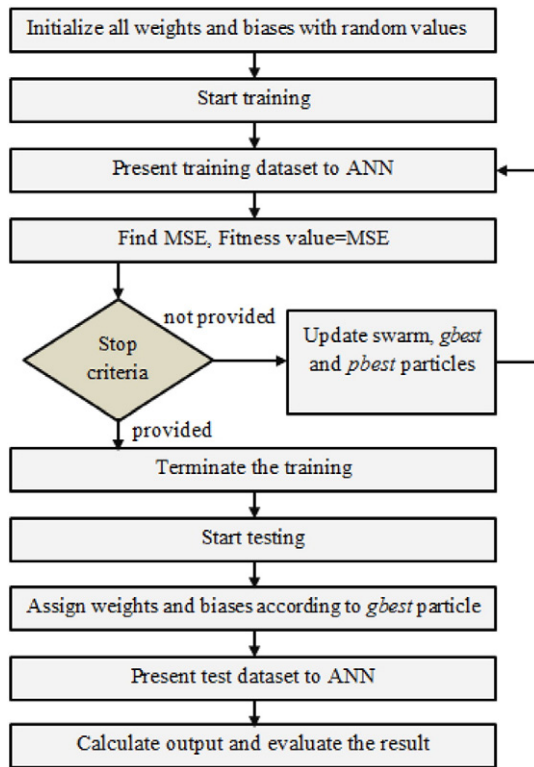 Initialize all weights and biases with random values
Start training
Present training dataset to ANN
Find MSE, Fitness value=MSE
Stop
criteria
not provided
Update swarm, gbest
and pbest particles
provided
Terminate the training
Start testing
Assign weights and biases according to gbest particle
Present test dataset to ANN
Calculate output and evaluate the result